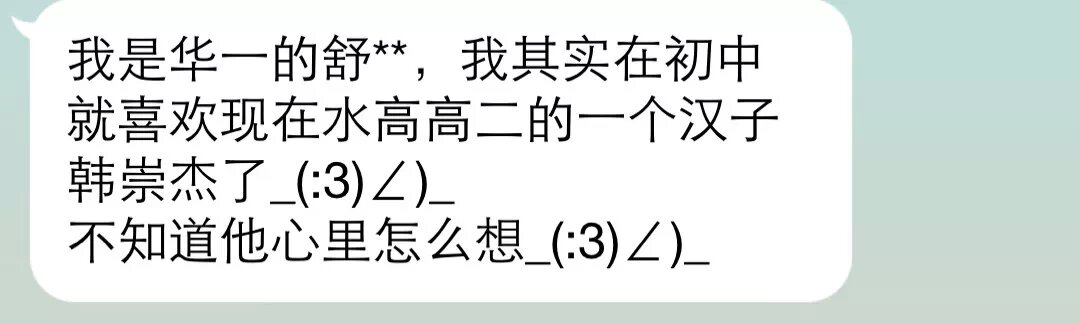 我是华一的舒**，我其实在初中
就喜欢现在水高高二的一个汉子
韩崇杰了_(:3)∠)_
不知道他心里怎么想_(:3)∠)_